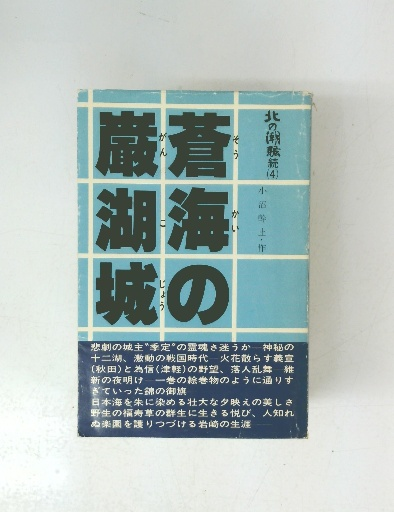 北の潮騒 続(4)
蒼海の
そうかい
巌湖城
がんこじょう
小沼幹止・作
悲劇の城主“季定”の霊魂さ迷うか―神秘の
十二湖、激動の戦国時代―火花散らす義宣
(秋田)と為信(津軽)の野望、落人乱舞 維
新の夜明け―一巻の絵巻物のように通りす
ぎていった錦の御旗
日本海を朱に染める壮大な夕映えの美しさ
野生の福寿草の群生に生きる悦び、人知れ
ぬ楽園を護りつづける岩崎の生涯―